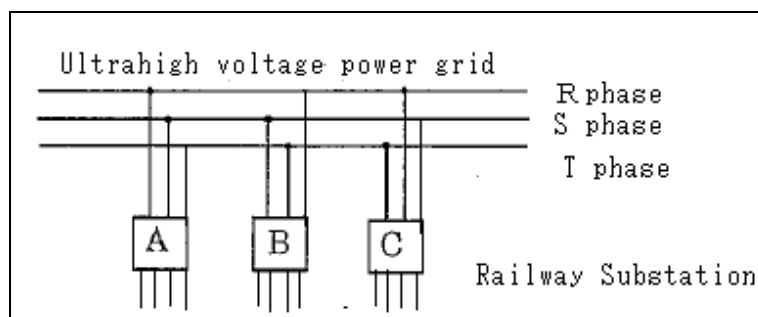 Ultrahigh voltage power grid
R phase
S phase
T phase
A B C
Railway Substation